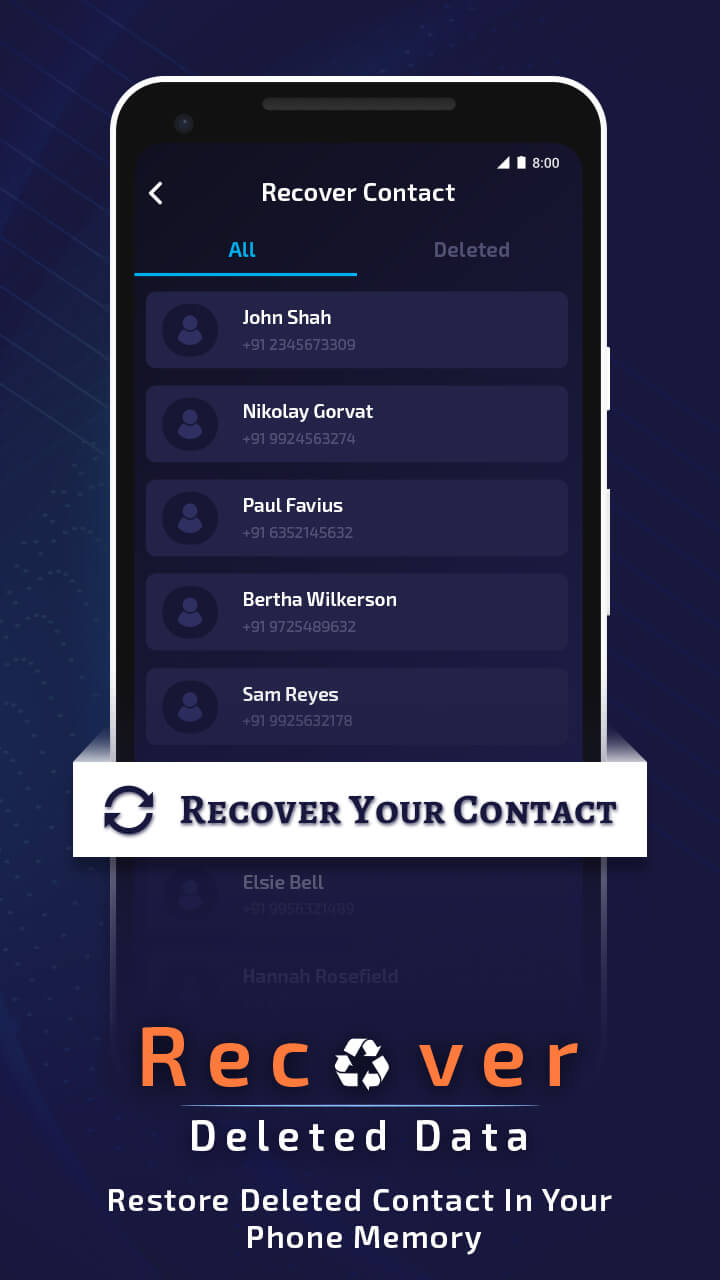 8:00
Recover Contact
All Deleted
John Shah
+91 2345673309
Nikolay Gorvat
+91 9924563274
Paul Favius
+91 6352145632
Bertha Wilkerson
+91 9725489632
Sam Reyes
+91 9925632178
Recover Your Contact
Elsie Bell
+91 9956321489
Hannah Rosefield
Rec ver
Deleted Data
Restore Deleted Contact In Your
Phone Memory